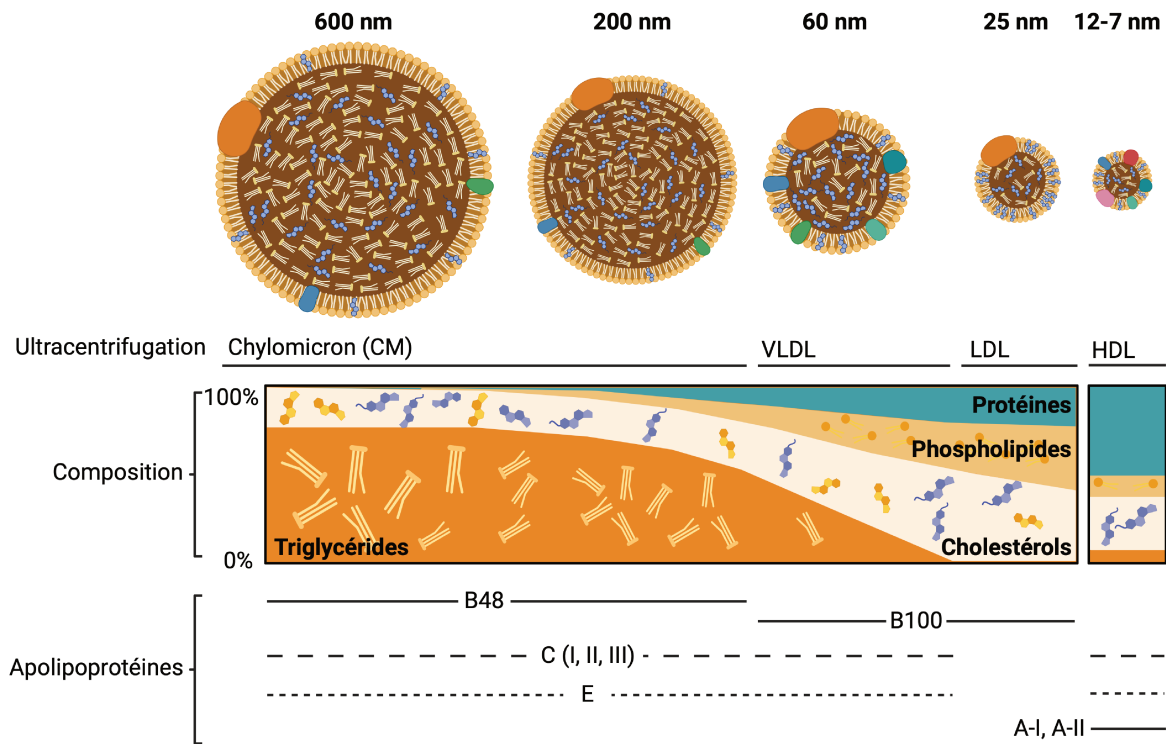 600 nm 200 nm 60 nm 25 nm 12-7 nm
Ultracentrifugation Chylomicron (CM) VLDL LDL HDL
100%
Protéines
Phospholipides
Composition
Triglycérides Cholestérols
0%
B48
B100
C (I, II, III)
Apolipoprotéines
E
A-I, A-II